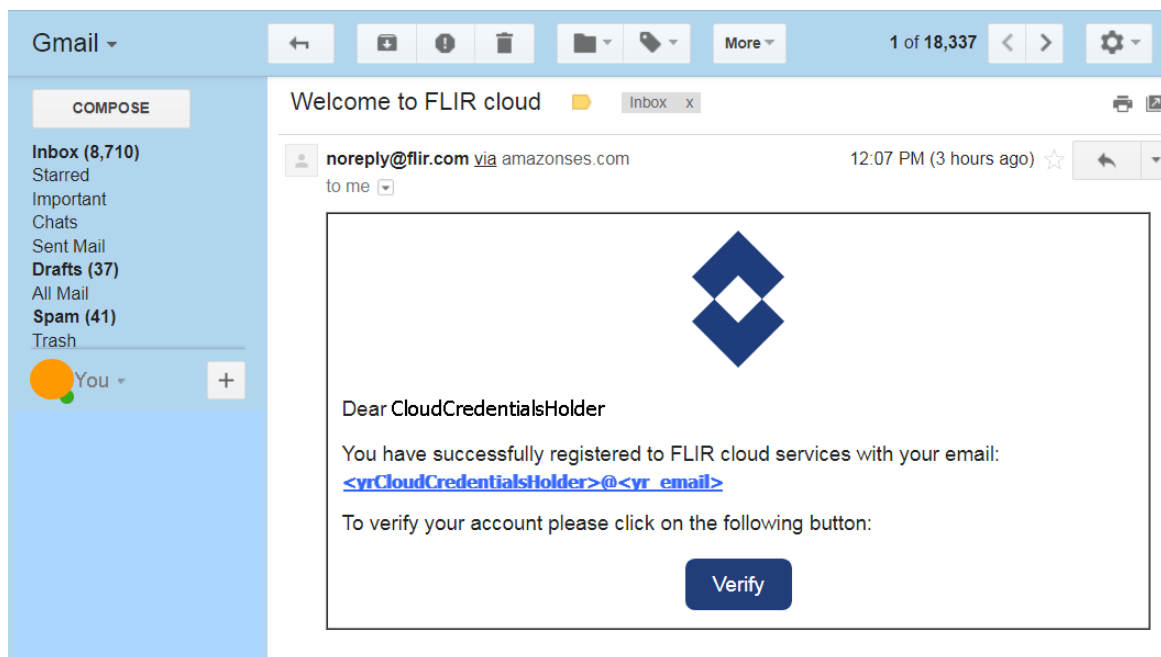 Gmail
More
1 of 18,337
COMPOSE
Inbox (8,710)
Starred
Important
Chats
Sent Mail
Drafts (37)
All Mail
Spam (41)
Trash
You
+
Welcome to FLIR cloud
Inbox x
noreply@flir.com via amazonses.com
12:07 PM (3 hours ago)
to me
Dear CloudCredentialsHolder
You have successfully registered to FLIR cloud services with your email:
<yrCloudCredentialsHolder>@<yr_email>
To verify your account please click on the following button:
Verify